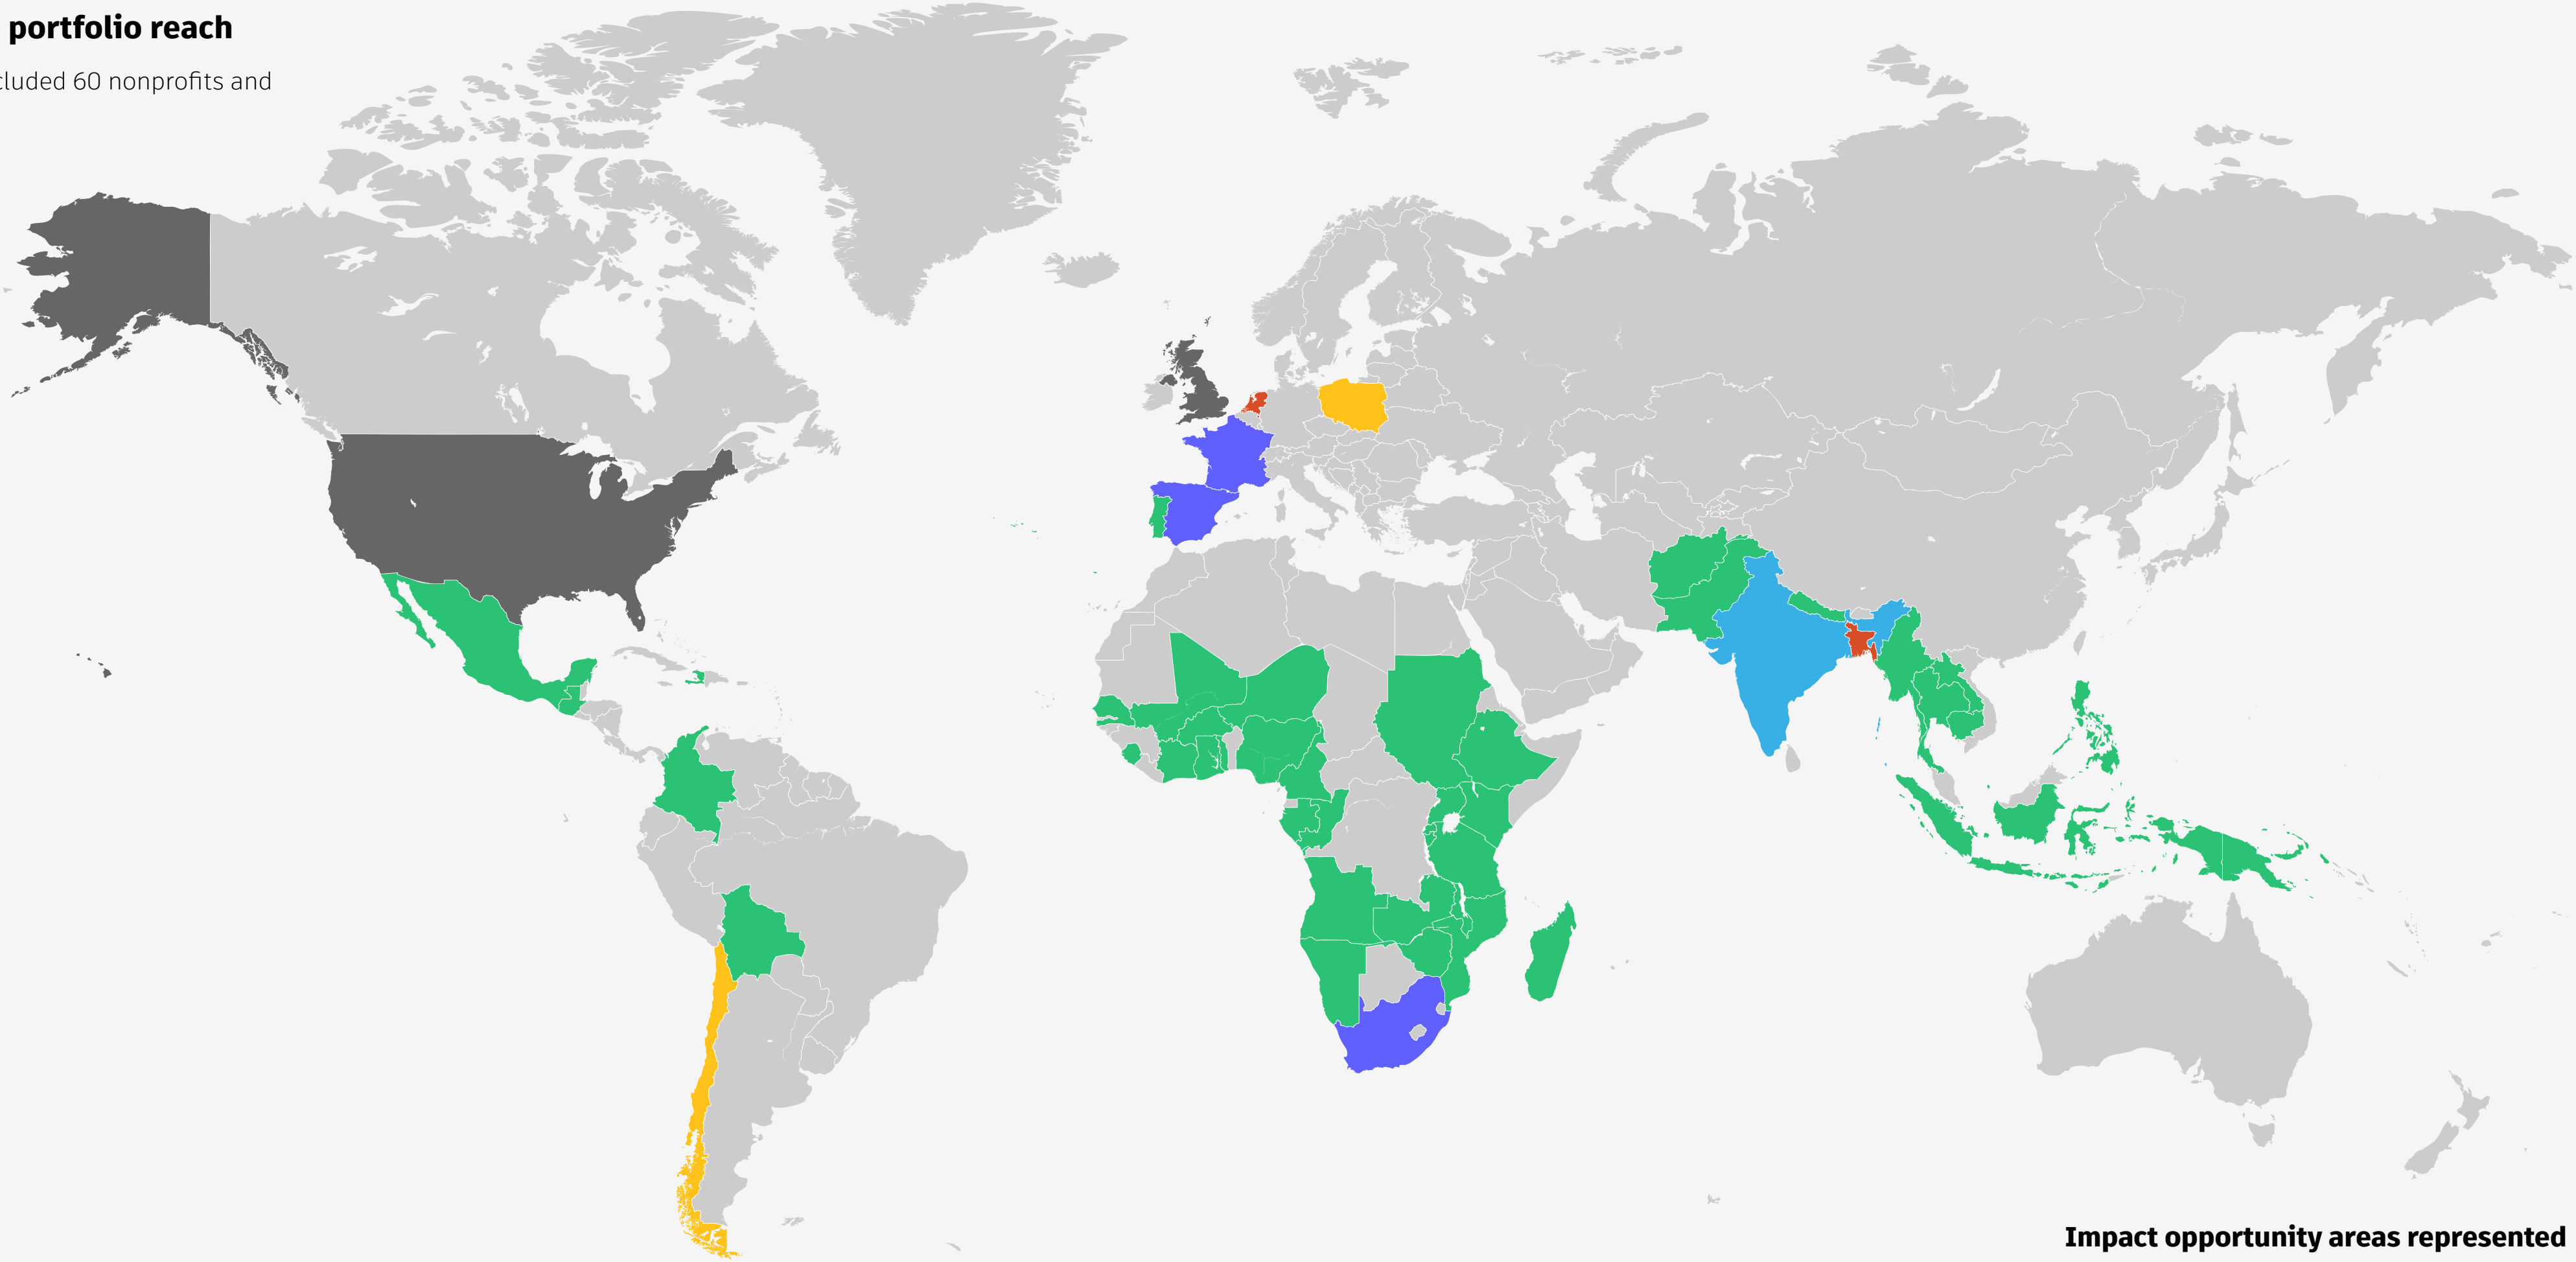 portfolio reach
cluded 60 nonprofits and
Impact opportunity areas represented